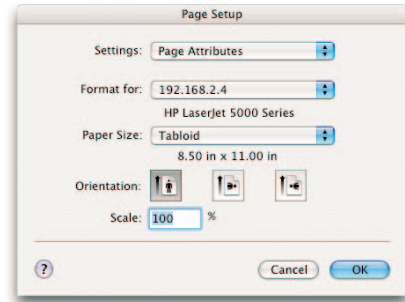 Page Setup
Settings: Page Attributes
Format for: 192.168.2.4
HP LaserJet 5000 Series
Paper Size: Tabloid
8.50 in x 11.00 in
Orientation:
Scale: 100 %
? Cancel OK